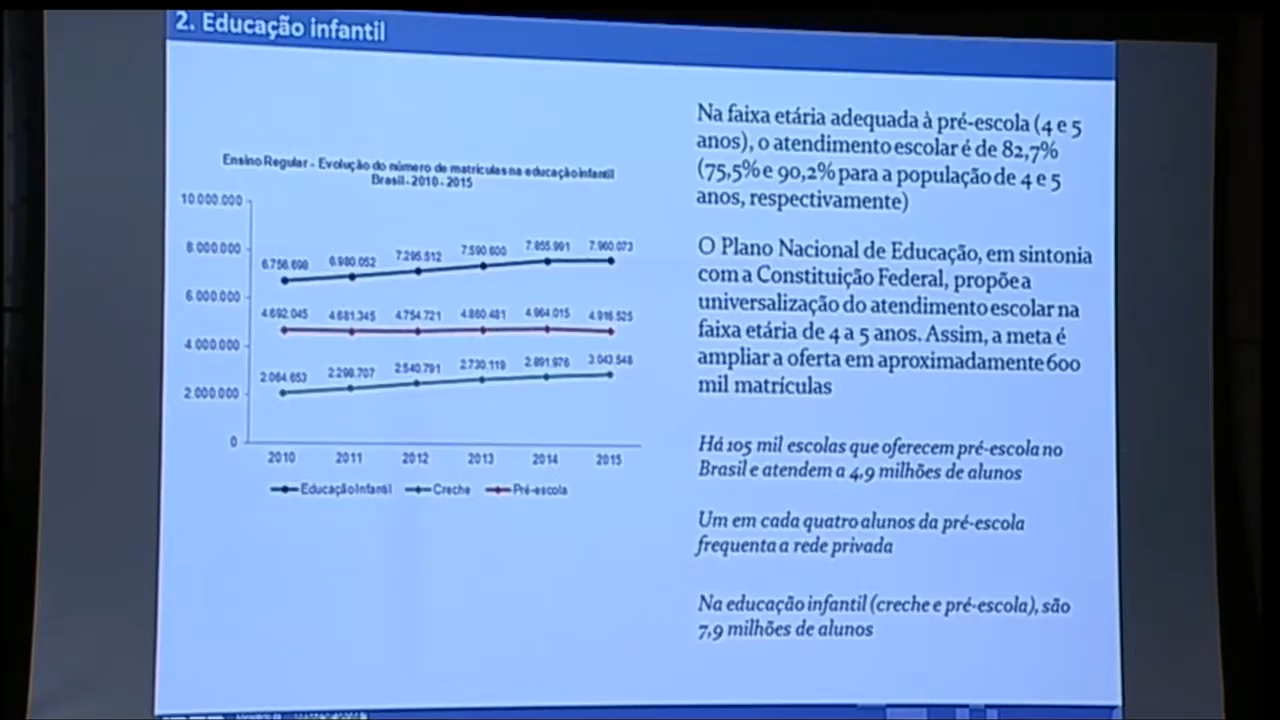 2. Educação infantil
Ensino Regular - Evolução do número de matrículas na educação infantil
Brasil - 2010 - 2015
10.000.000
8.000.000
6.000.000
4.000.000
2.000.000
0
6.756.698 6.980.052 7.295.512 7.590.600 7.855.991 7.960.073
4.692.045 4.681.345 4.754.721 4.860.481 4.964.015 4.916.525
2.064.653 2.298.707 2.540.791 2.730.119 2.891.976 3.043.548
2010 2011 2012 2013 2014 2015
Educação Infantil Creche Pré-escola
Na faixa etária adequada à pré-escola (4 e 5
anos), o atendimento escolar é de 82,7%
(75,5% e 90,2% para a população de 4 e 5
anos, respectivamente)
O Plano Nacional de Educação, em sintonia
com a Constituição Federal, propõe a
universalização do atendimento escolar na
faixa etária de 4 a 5 anos. Assim, a meta é
ampliar a oferta em aproximadamente 600
mil matrículas
Há 105 mil escolas que oferecem pré-escola no
Brasil e atendem a 4,9 milhões de alunos
Um em cada quatro alunos da pré-escola
frequenta a rede privada
Na educação infantil (creche e pré-escola), são
7,9 milhões de alunos